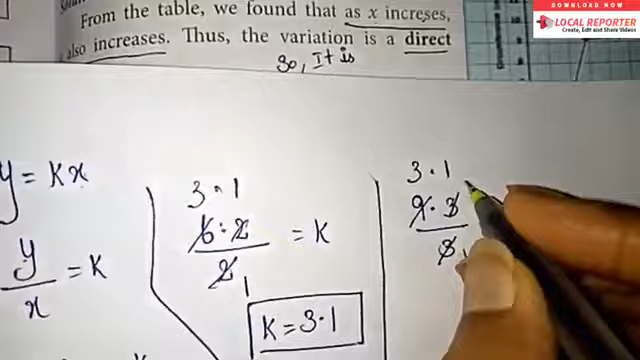 DOWNLOAD NOW
LOCAL REPORTER
Create, Edit and Share Videos
From the table, we found that as x increses,
also increases. Thus, the variation is a direct
So, It is
y = Kx
y
x
= K
3.1
6.2
2
1
= K
K = 3.1
3.1
9.3
3